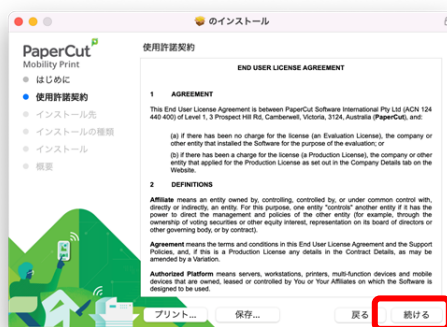 のインストール
PaperCut
Mobility Print
使用許諾契約
はじめに
使用許諾契約
インストール先
インストールの種類
インストール
概要
END USER LICENSE AGREEMENT
1 AGREEMENT
This End User License Agreement is between PaperCut Software International Pty Ltd (ACN 124
440 400) of Level 1, 3 Prospect Hill Rd, Camberwell, Victoria, 3124, Australia (PaperCut), and:
(a) if there has been no charge for the license (an Evaluation License), the company or
other entity that installed the Software for the purpose of the evaluation; or
(b) if there has been a charge for the license (a Production License), the company or other
entity that applied for the Production License as set out in the Company Details tab on the
Website.
2 DEFINITIONS
Affiliate means an entity owned by, controlling, controlled by, or under common control with,
directly or indirectly, an entity. For this purpose, one entity "controls" another entity if it has the
power to direct the management and policies of the other entity (for example, through the
ownership of voting securities or other equity interest, representation on its board of directors or
other governing body, or by contract).
Agreement means the terms and conditions in this End User License Agreement and the Support
Policies, and, if this is a Production License any details in the Contract Details, as may be
amended by a Variation.
Authorized Platform means servers, workstations, printers, multi-function devices and mobile
devices that are owned, leased or controlled by You or Your Affiliates on which the Software is
designed to be used.
プリント... 保存... 戻る 続ける